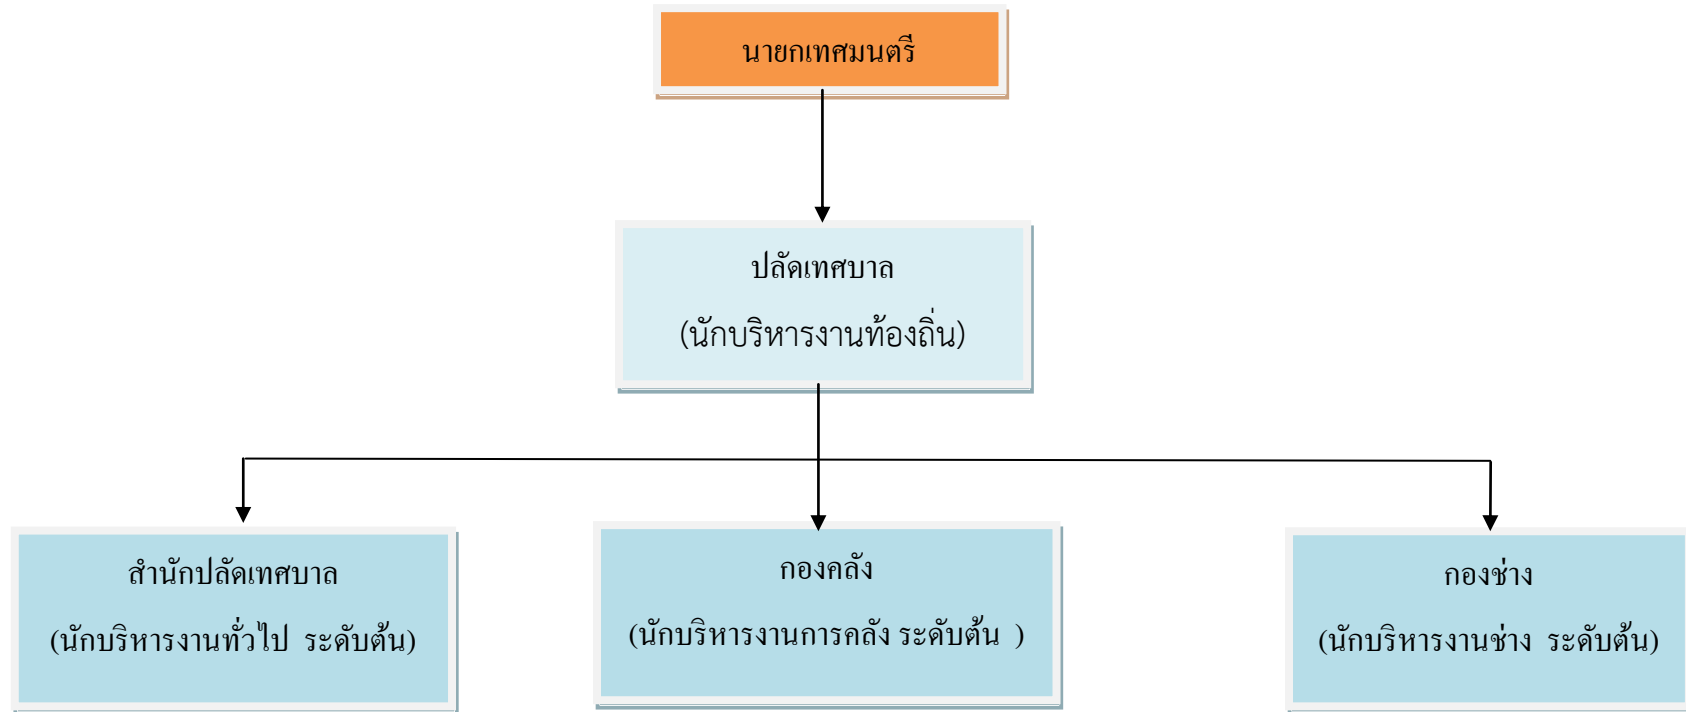 นายกเทศมนตรี
ปลัดเทศบาล
(นักบริหารงานท้องถิ่น)
สำนักปลัดเทศบาล
(นักบริหารงานทั่วไป ระดับต้น)
กองคลัง
(นักบริหารงานการคลัง ระดับต้น )
กองช่าง
(นักบริหารงานช่าง ระดับต้น)